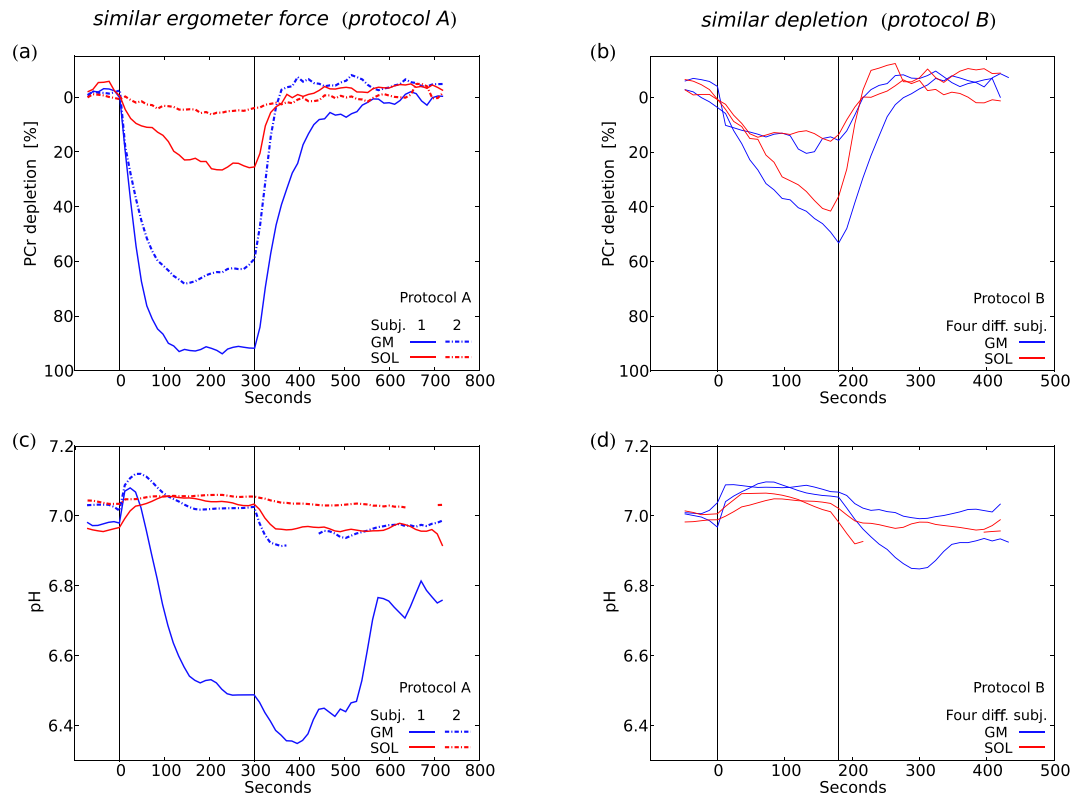 similar ergometer force (protocol A)
similar depletion (protocol B)
(a)
PCr depletion [%]
0
20
40
60
80
100
0 100 200 300 400 500 600 700 800
Seconds
Protocol A
Subj. 1 2
GM
SOL
(b)
PCr depletion [%]
0
20
40
60
80
100
0 100 200 300 400 500
Seconds
Protocol B
Four diff. subj.
GM
SOL
(c)
pH
7.2
7.0
6.8
6.6
6.4
0 100 200 300 400 500 600 700 800
Seconds
Protocol A
Subj. 1 2
GM
SOL
(d)
pH
7.2
7.0
6.8
6.6
6.4
0 100 200 300 400 500
Seconds
Protocol B
Four diff. subj.
GM
SOL